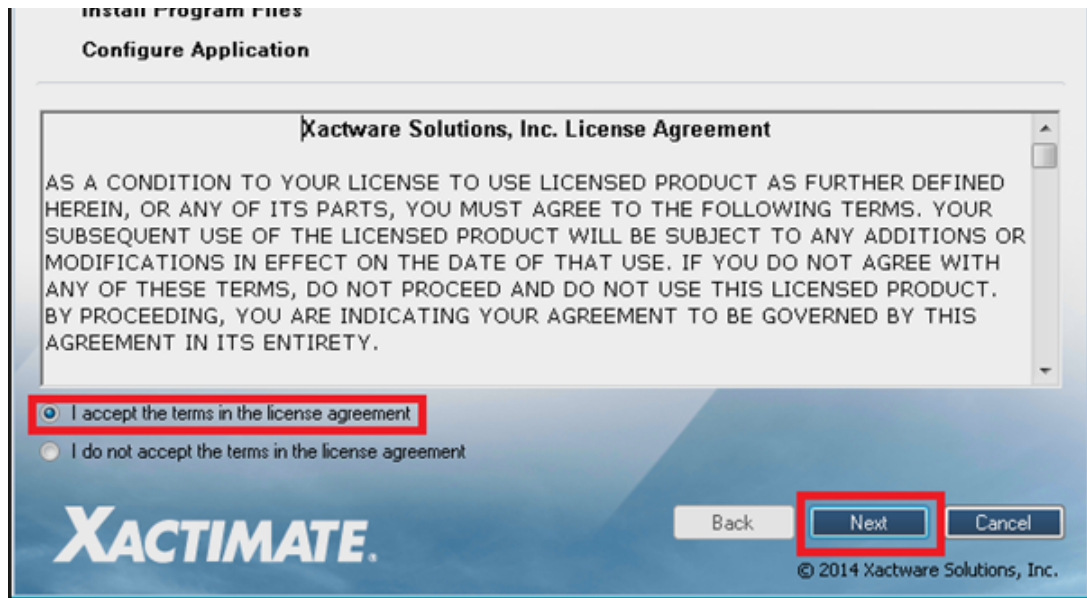 Install Program Files
Configure Application
Xactware Solutions, Inc. License Agreement
AS A CONDITION TO YOUR LICENSE TO USE LICENSED PRODUCT AS FURTHER DEFINED
HEREIN, OR ANY OF ITS PARTS, YOU MUST AGREE TO THE FOLLOWING TERMS. YOUR
SUBSEQUENT USE OF THE LICENSED PRODUCT WILL BE SUBJECT TO ANY ADDITIONS OR
MODIFICATIONS IN EFFECT ON THE DATE OF THAT USE. IF YOU DO NOT AGREE WITH
ANY OF THESE TERMS, DO NOT PROCEED AND DO NOT USE THIS LICENSED PRODUCT.
BY PROCEEDING, YOU ARE INDICATING YOUR AGREEMENT TO BE GOVERNED BY THIS
AGREEMENT IN ITS ENTIRETY.
I accept the terms in the license agreement
I do not accept the terms in the license agreement
XACTIMATE.
Back Next Cancel
© 2014 Xactware Solutions, Inc.